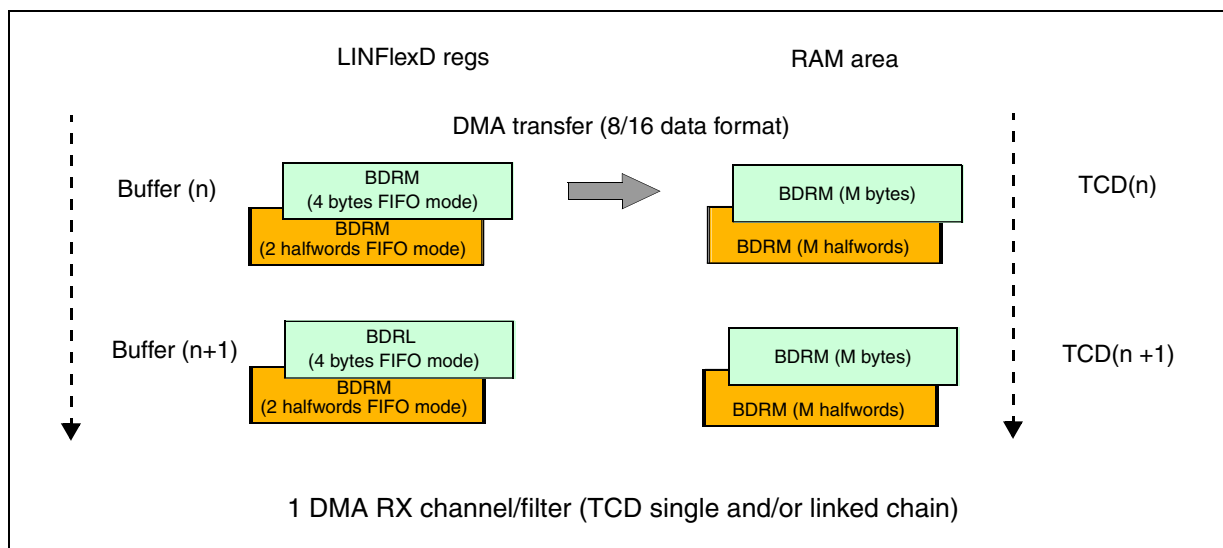 LINFlexD regs
RAM area
DMA transfer (8/16 data format)
Buffer (n)
BDRM
(4 bytes FIFO mode)
BDRM
(2 halfwords FIFO mode)
BDRM (M bytes)
BDRM (M halfwords)
TCD(n)
Buffer (n+1)
BDRL
(4 bytes FIFO mode)
BDRM
(2 halfwords FIFO mode)
BDRM (M bytes)
BDRM (M halfwords)
TCD(n +1)
1 DMA RX channel/filter (TCD single and/or linked chain)